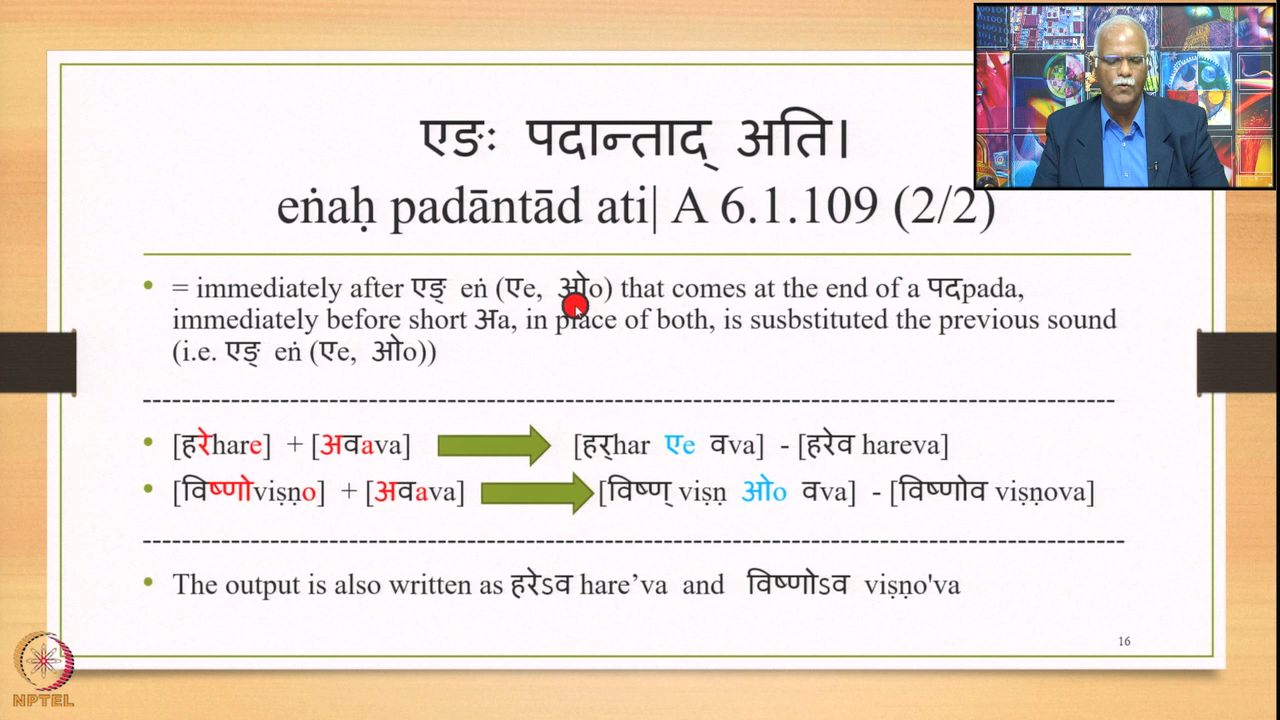 एङः पदान्ताद् अति।
eṅaḥ padāntād ati| A 6.1.109 (2/2)
• = immediately after एङ् eṅ (एe, ओo) that comes at the end of a पदpada,
immediately before short अa, in place of both, is susbstituted the previous sound
(i.e. एङ् eṅ (एe, ओo))
• [हरेhare] + [अवava] [हर्har एe वva] - [हरेव hareva]
• [विष्णोviṣṇo] + [अवava] [विष्ण् viṣṇ ओo वva] - [विष्णोव viṣṇova]
• The output is also written as हरेऽव hare’va and विष्णोऽव viṣṇo'va
16
NPTEL